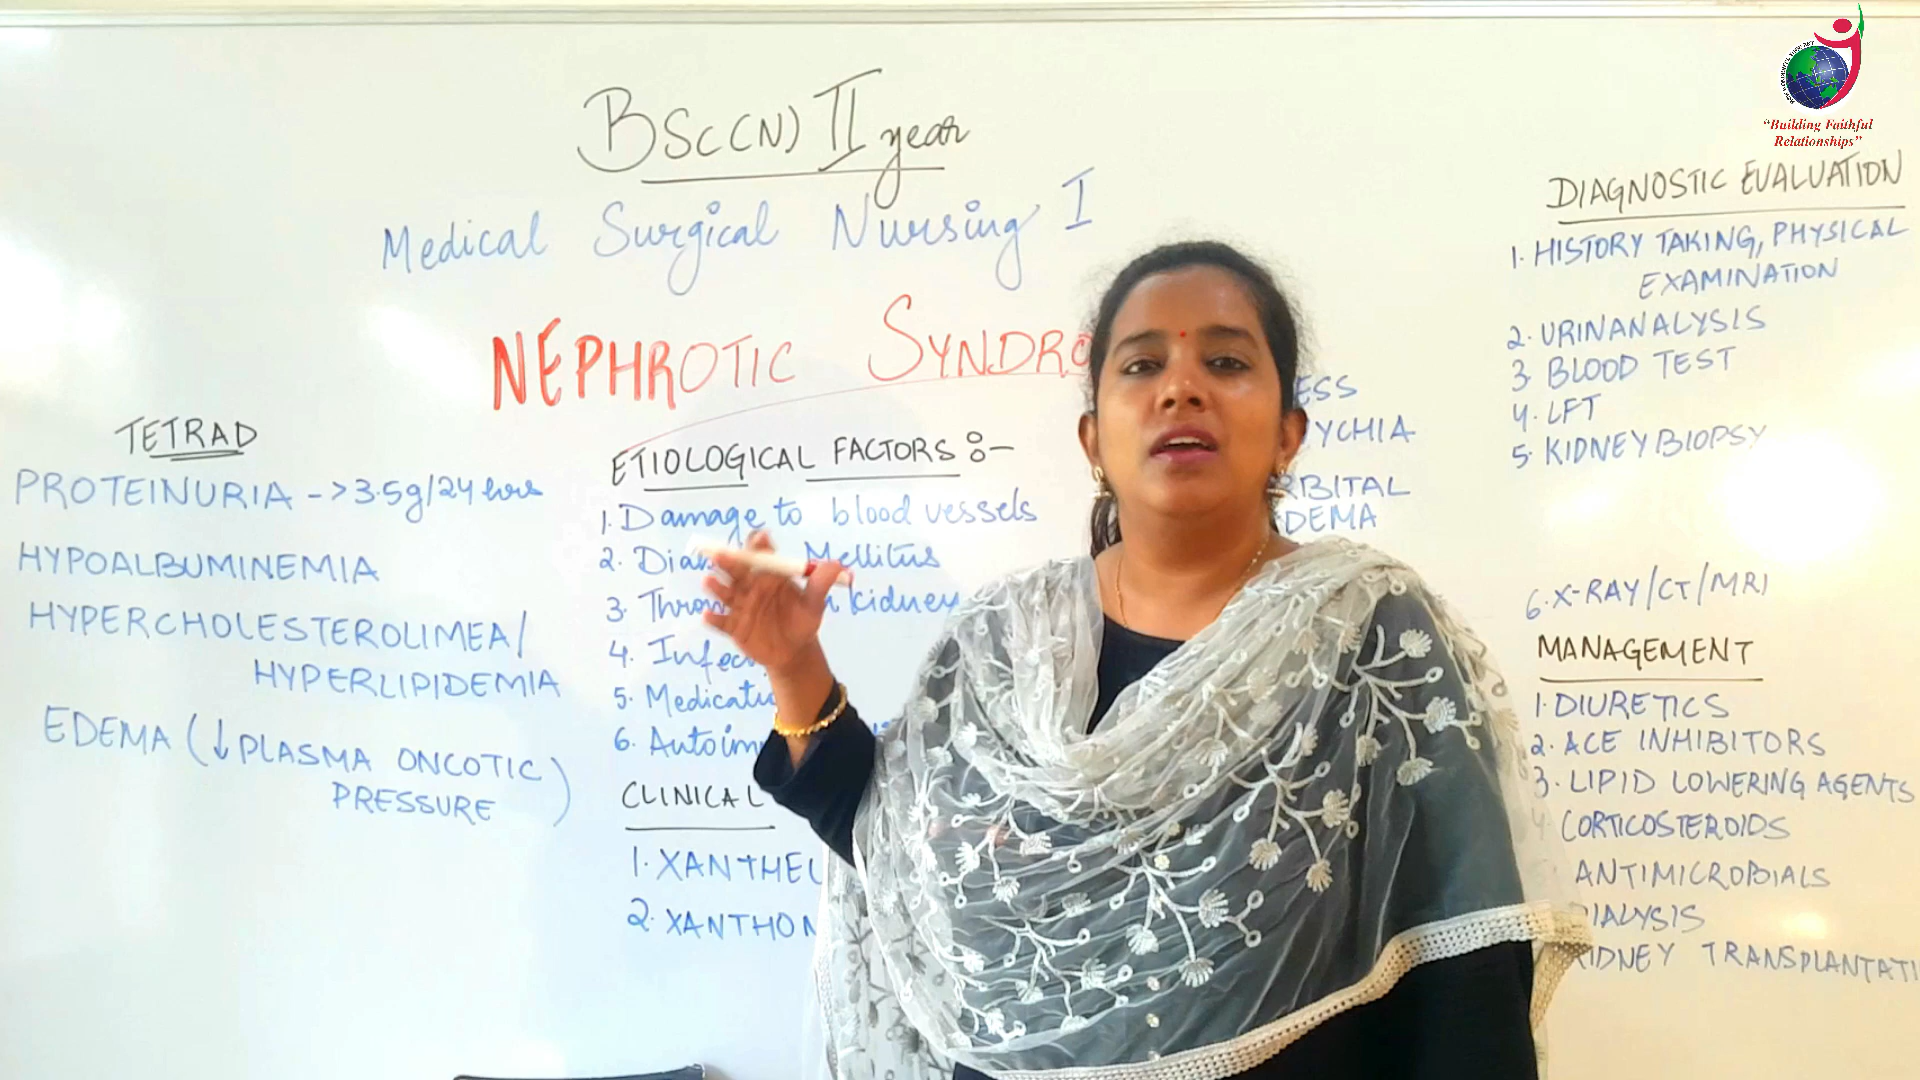 "Building Faithful
Relationships"
BSc(N) II year
Medical Surgical Nursing I
NEPHROTIC SYNDRO
TETRAD
PROTEINURIA -> 3.5g/24 hrs
HYPOALBUMINEMIA
HYPERCHOLESTEROLIMEA/
HYPERLIPIDEMIA
EDEMA (↓PLASMA ONCOTIC
PRESSURE)
ETIOLOGICAL FACTORS :-
1. Damage to blood vessels
2. Dia Mellitus
3. Throm kidney
4. Infec
5. Medicati
6. Autoim
CLINICAL
1. XANTHEL
2. XANTHOM
ESS
YCHIA
RBITAL
DEMA
DIAGNOSTIC EVALUATION
1. HISTORY TAKING, PHYSICAL
EXAMINATION
2. URINANALYSIS
3. BLOOD TEST
4. LFT
5. KIDNEY BIOPSY
6. X-RAY/CT/MRI
MANAGEMENT
1. DIURETICS
2. ACE INHIBITORS
3. LIPID LOWERING AGENTS
4 CORTICOSTEROIDS
ANTIMICROBIALS
DIALYSIS
KIDNEY TRANSPLANTATI